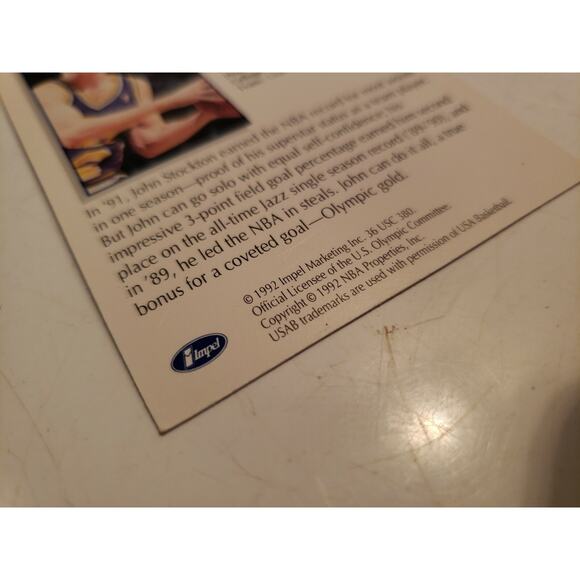 In '91, John Stockton earned the NBA record for most assists
in one season—proof of his superstar status as a team player.
But John can go solo with equal self-confidence; his
impressive 3-point field goal percentage earned him second
place on the all-time Jazz single season record ('89-'90), and
in '89, he led the NBA in steals. John can do it all, a true
bonus for a coveted goal—Olympic gold.
© 1992 Impel Marketing Inc. 36 USC 380.
Official Licensee of the U.S. Olympic Committee.
Copyright © 1992 NBA Properties, Inc.
USAB trademarks are used with permission of USA Basketball.
Impel